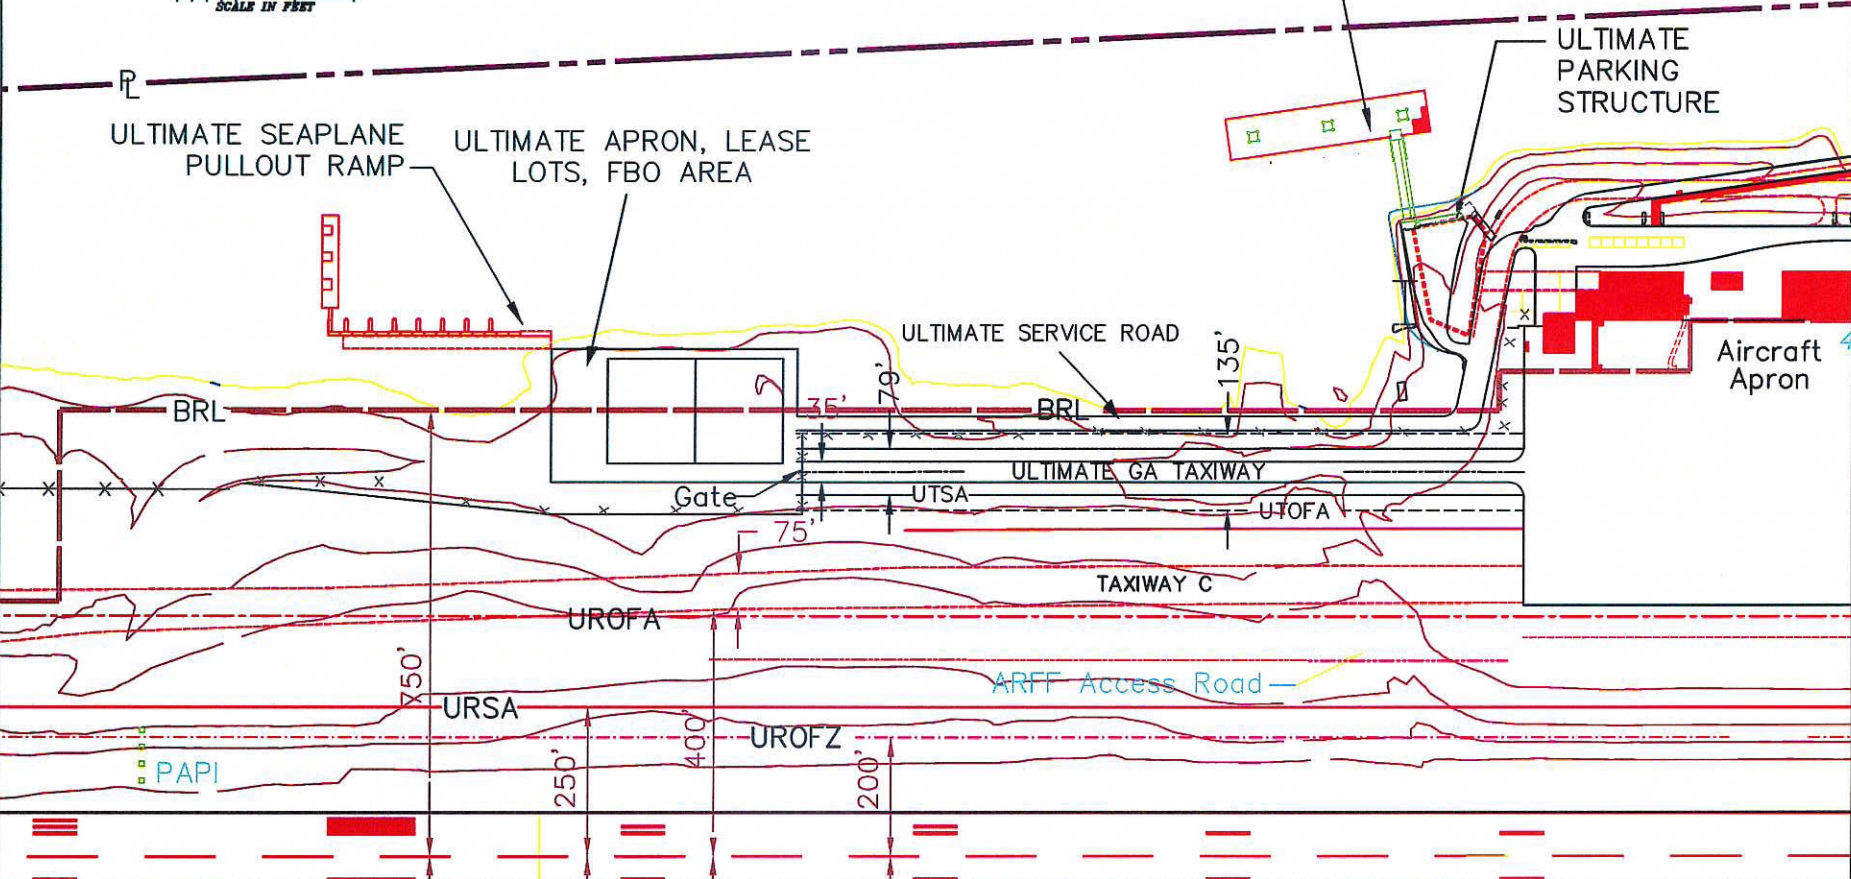 SCALE IN FEET
ULTIMATE
PARKING
STRUCTURE
PL
ULTIMATE SEAPLANE
PULLOUT RAMP
ULTIMATE APRON, LEASE
LOTS, FBO AREA
ULTIMATE SERVICE ROAD
135'
79'
35'
Aircraft
Apron
4
BRL
BRL
ULTIMATE GA TAXIWAY
Gate
UTSA
UTOFA
75'
TAXIWAY C
UROFA
750'
ARFF Access Road
URSA
UROFZ
400'
250'
200'
PAPI